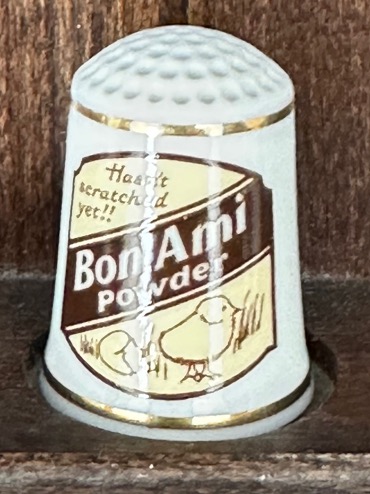 Hasn't
scratched
yet!!
Bon Ami
Powder